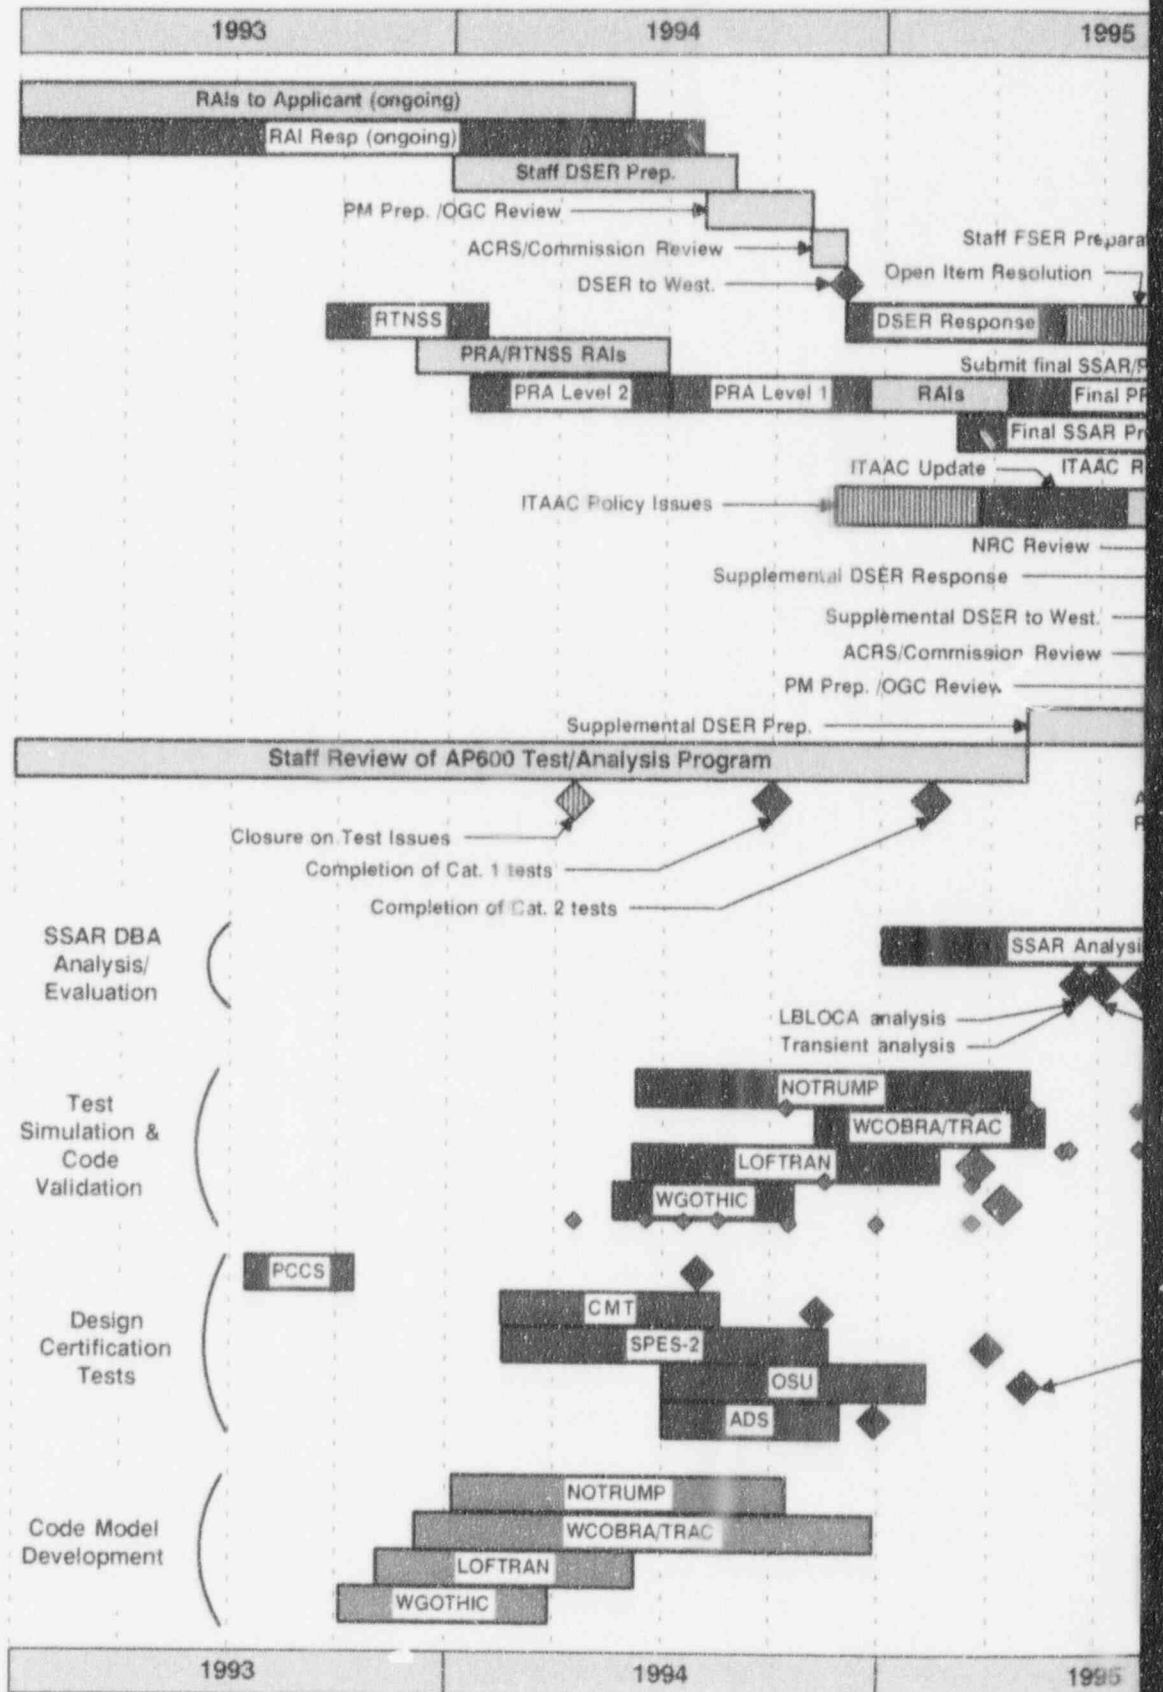 1993 1994 1995
RAIs to Applicant (ongoing)
RAI Resp (ongoing)
Staff DSER Prep.
PM Prep. /OGC Review
ACRS/Commission Review
Staff FSER Prepara
DSER to West.
Open Item Resolution
RTNSS
DSER Response
PRA/RTNSS RAIs
Submit final SSAR/P
PRA Level 2 PRA Level 1 RAIs Final PR
Final SSAR Pr
ITAAC Update ITAAC R
ITAAC Policy Issues
NRC Review
Supplemental DSER Response
Supplemental DSER to West.
ACRS/Commission Review
PM Prep. /OGC Review
Supplemental DSER Prep.
Staff Review of AP600 Test/Analysis Program
A
R
Closure on Test Issues
Completion of Cat. 1 tests
Completion of Cat. 2 tests
SSAR DBA
Analysis/
Evaluation
SSAR Analysi
LBLOCA analysis
Transient analysis
Test
Simulation &
Code
Validation
NOTRUMP
WCOBRA/TRAC
LOFTRAN
WGOTHIC
Design
Certification
Tests
PCCS
CMT
SPES-2
OSU
ADS
Code Model
Development
NOTRUMP
WCOBRA/TRAC
LOFTRAN
WGOTHIC
1993 1994 1995